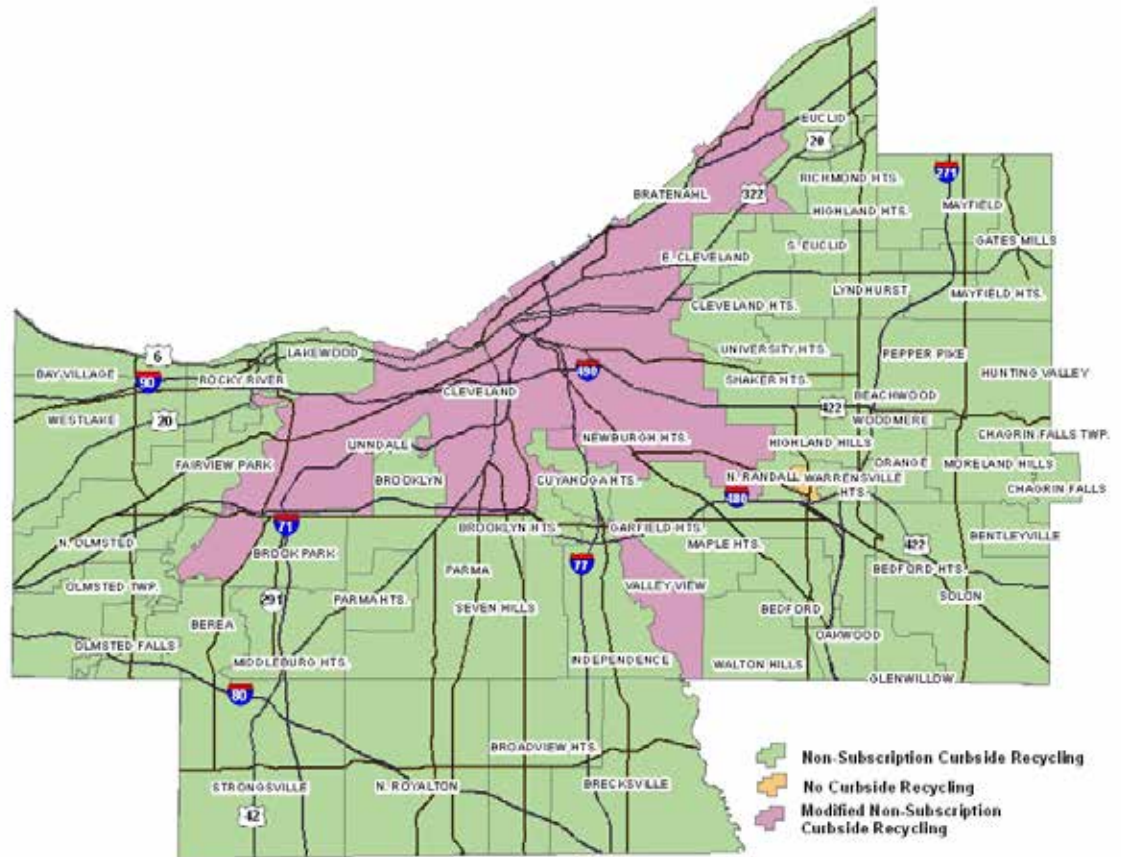 EUCLID
20
RICHMOND HTS.
271
BRATENAHL
322
MAYFIELD
HIGHLAND HTS.
S. EUCLID
GATES MILLS
E. CLEVELAND
LYNDHURST
MAYFIELD HTS.
CLEVELAND HTS.
6
LAKEWOOD
UNIVERSITY HTS.
PEPPER PIKE
BAY VILLAGE
90
ROCKY RIVER
490
SHAKER HTS.
HUNTING VALLEY
CLEVELAND
BEACHWOOD
422
WESTLAKE
20
WOODMERE
LINNDALE
NEWBURGH HTS.
HIGHLAND HILLS
CHAGRIN FALLS TWP.
FAIRVIEW PARK
ORANGE
MORELAND HILLS
BROOKLYN
CUYAHOGA HTS.
N. RANDALL
WARRENSVILLE
HTS.
CHAGRIN FALLS
480
71
BROOKLYN HTS.
GARFIELD HTS.
N. OLMSTED
BROOK PARK
MAPLE HTS.
422
BENTLEYVILLE
77
PARMA
BEDFORD HTS.
OLMSTED TWP.
VALLEY VIEW
291
PARMA HTS.
SEVEN HILLS
BEDFORD
SOLON
BEREA
OAKWOOD
OLMSTED FALLS
MIDDLEBURG HTS.
INDEPENDENCE
WALTON HILLS
GLENWILLOW
80
BROADVIEW HTS.
STRONGSVILLE
N. ROYALTON
BRECKSVILLE
42
Non-Subscription Curbside Recycling
No Curbside Recycling
Modified Non-Subscription
Curbside Recycling